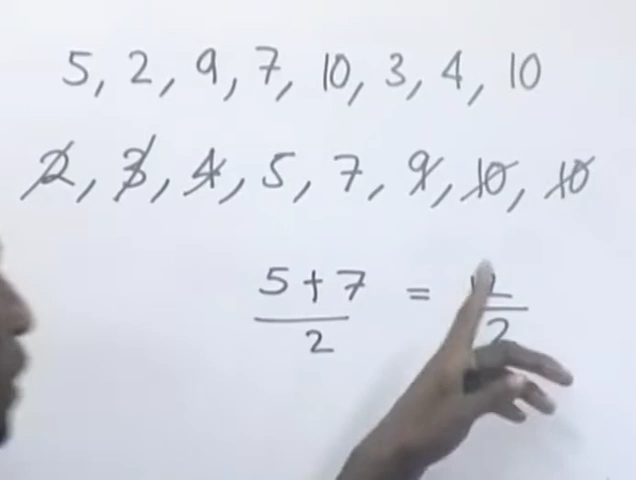 5, 2, 9, 7, 10, 3, 4, 10
2, 3, 4, 5, 7, 9, 10, 10
5+7/2 = 12/2